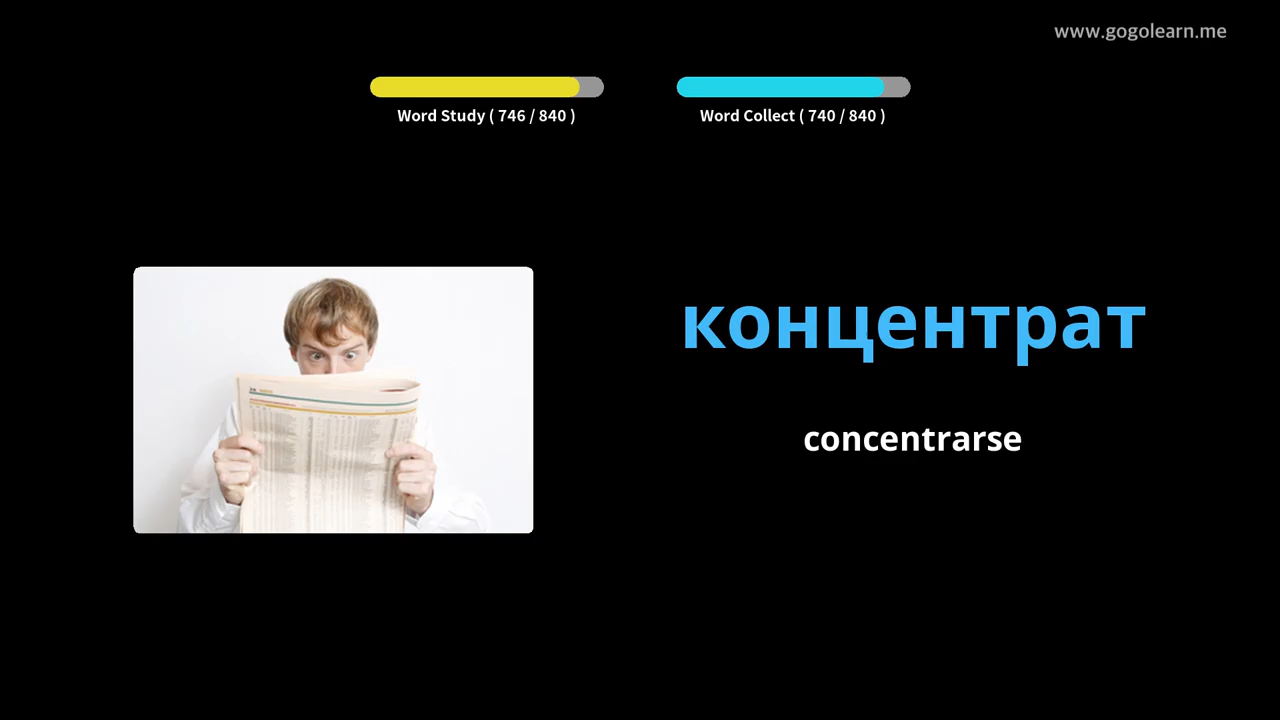 www.gogolearn.me
Word Study ( 746 / 840 )
Word Collect ( 740 / 840 )
концентрат
concentrarse